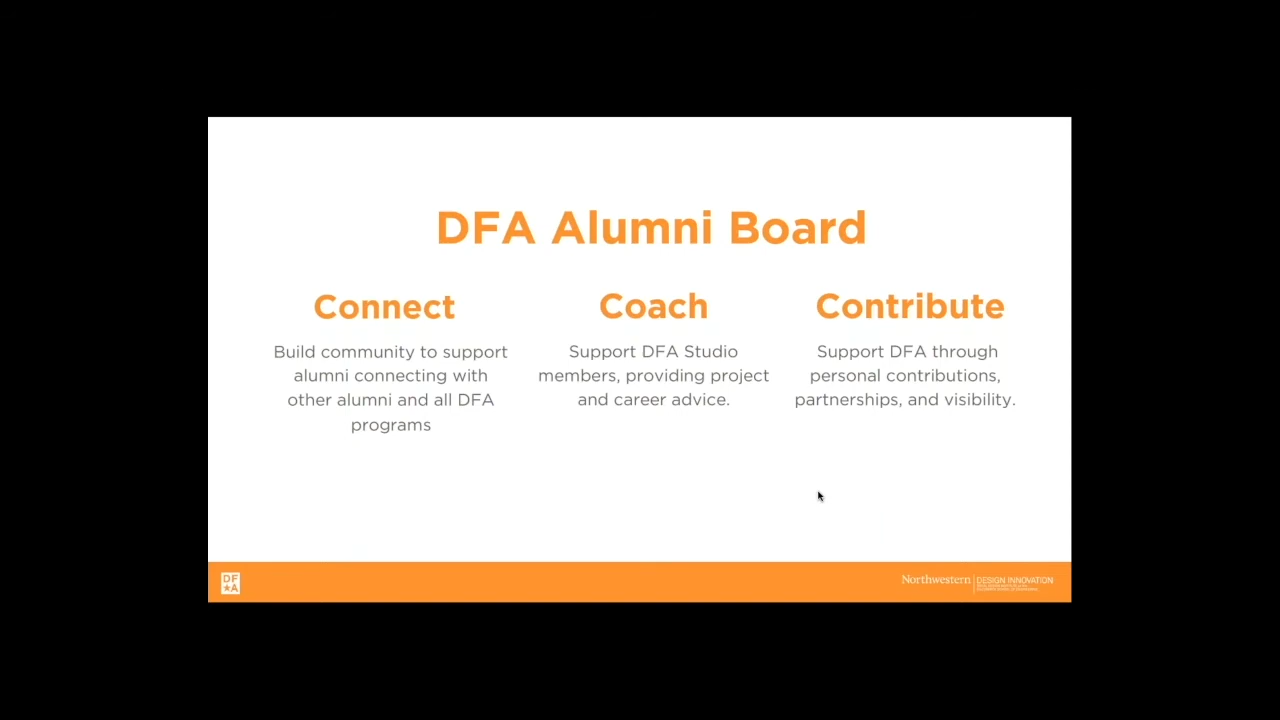 DFA Alumni Board
Connect
Build community to support
alumni connecting with
other alumni and all DFA
programs
Coach
Support DFA Studio
members, providing project
and career advice.
Contribute
Support DFA through
personal contributions,
partnerships, and visibility.
DF
★A
Northwestern
DESIGN INNOVATION